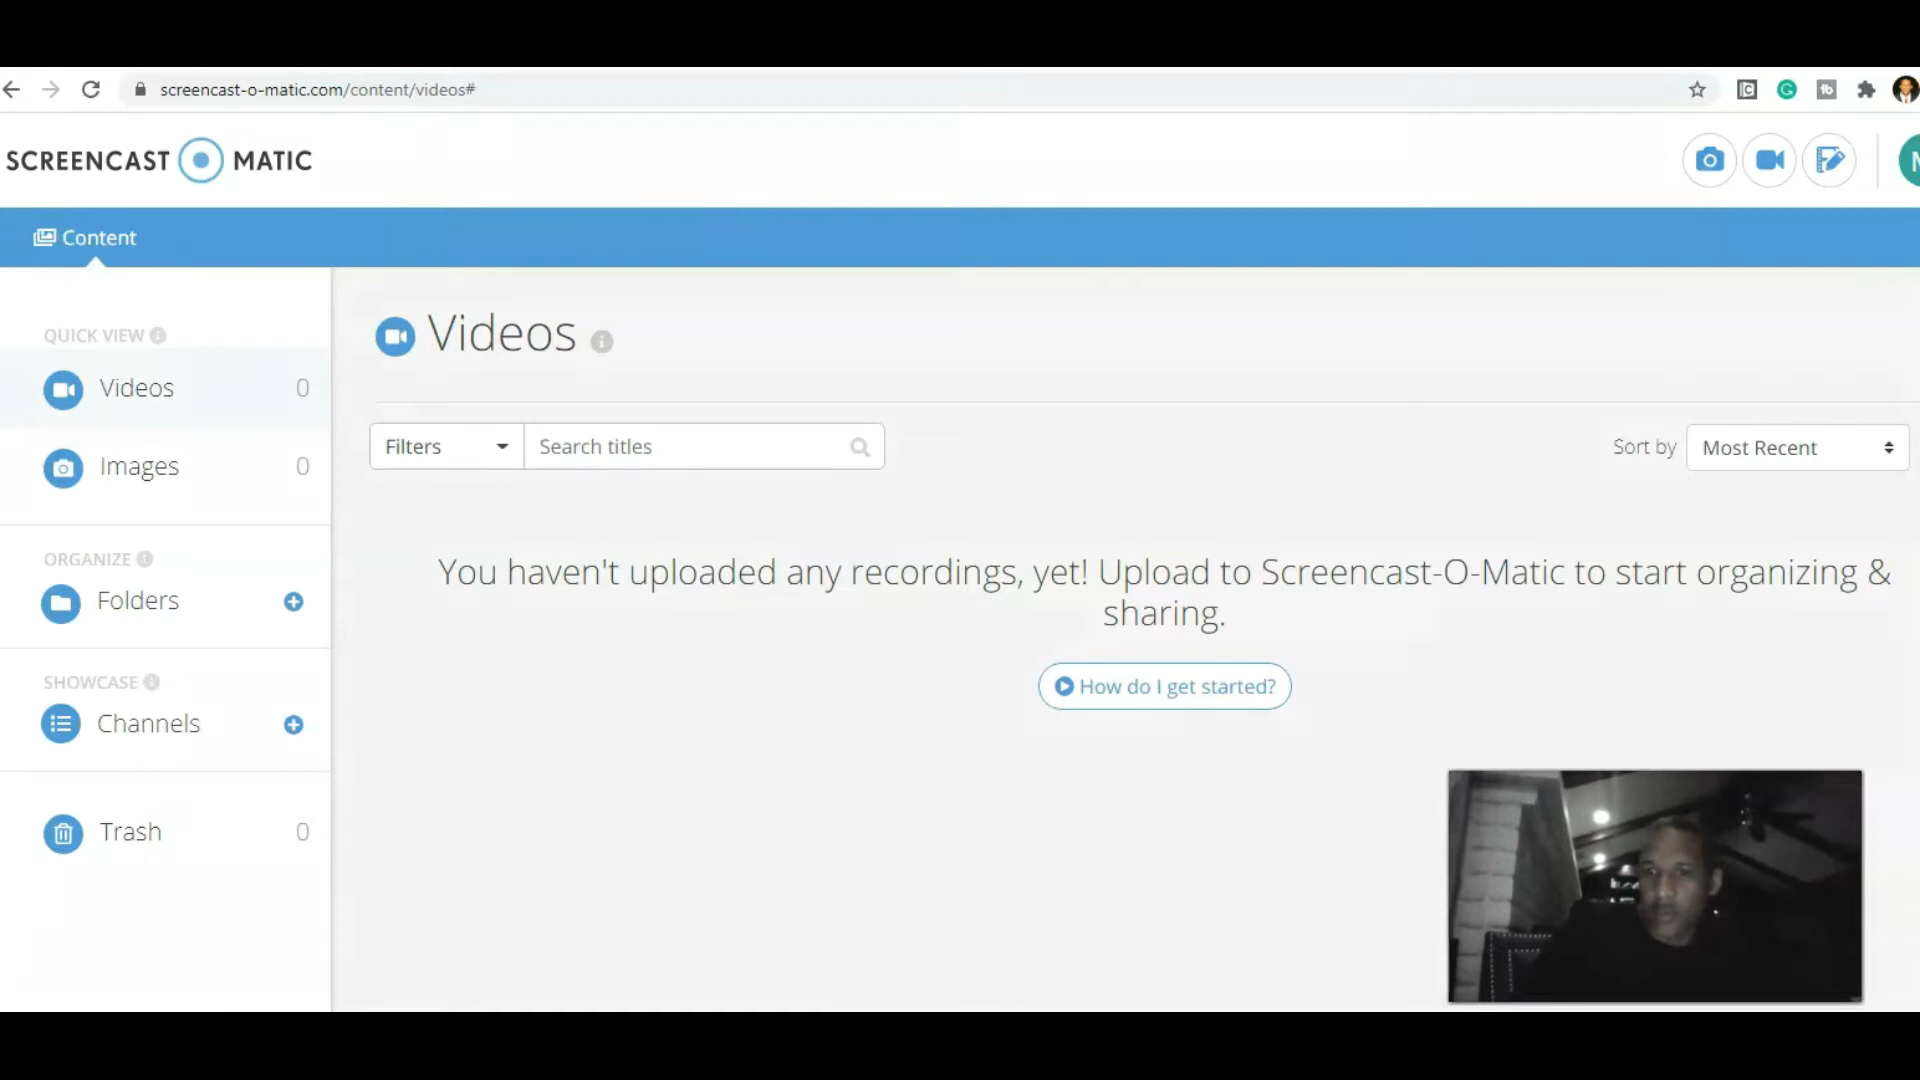 screencast-o-matic.com/content/videos#
SCREENCAST MATIC
Content
QUICK VIEW
Videos 0
Images 0
ORGANIZE
Folders
SHOWCASE
Channels
Trash 0
Videos
Filters
Search titles
Sort by Most Recent
You haven't uploaded any recordings, yet! Upload to Screencast-O-Matic to start organizing &
sharing.
How do I get started?